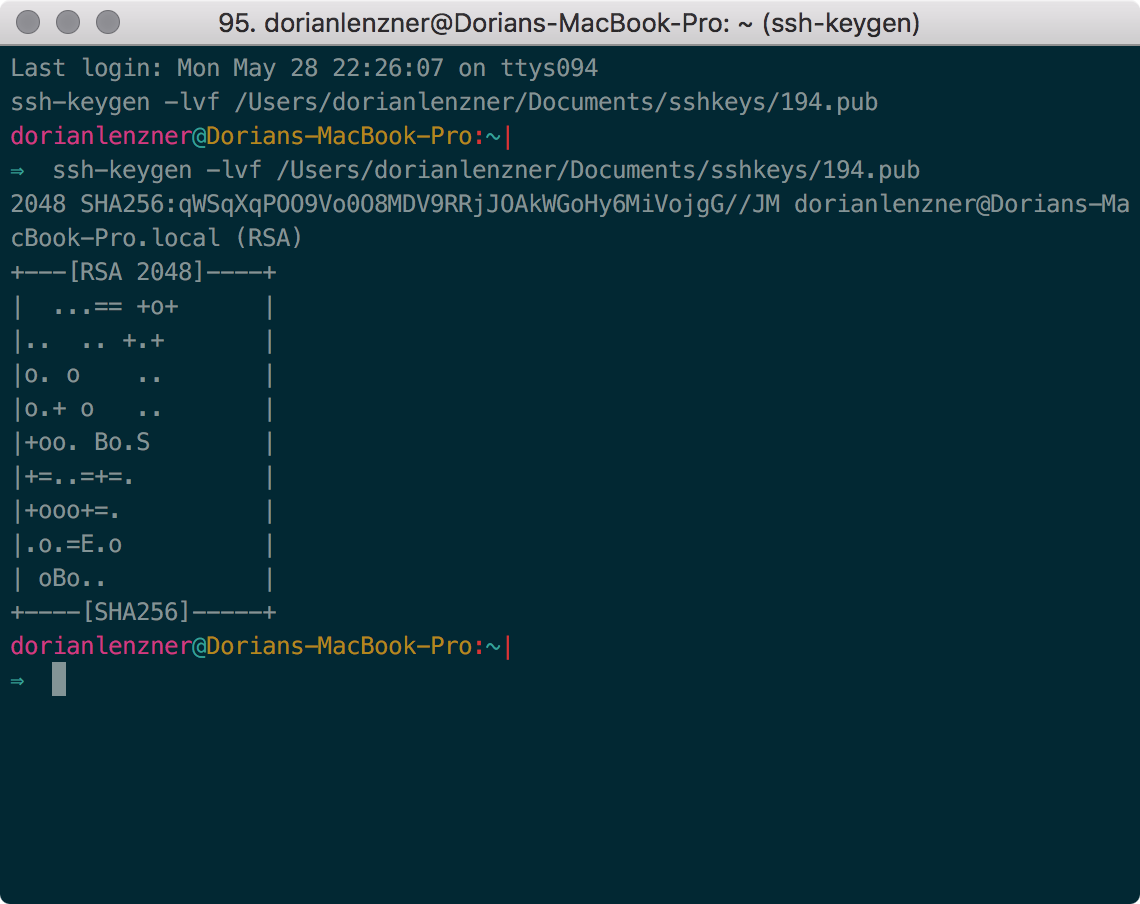 95. dorianlenzner@Dorians-MacBook-Pro: ~ (ssh-keygen)
Last login: Mon May 28 22:26:07 on ttys094
ssh-keygen -lvf /Users/dorianlenzner/Documents/sshkeys/194.pub
dorianlenzner@Dorians-MacBook-Pro:~|
⇒  ssh-keygen -lvf /Users/dorianlenzner/Documents/sshkeys/194.pub
2048 SHA256:qWSqXqPOO9Vo0O8MDV9RRjJOAkWGoHy6MiVojgG//JM dorianlenzner@Dorians-Ma
cBook-Pro.local (RSA)
+---[RSA 2048]----+
|  ...== +o+      |
|..  .. +.+       |
|o. o    ..       |
|o.+ o   ..       |
|+oo. Bo.S        |
|+=..=+=.         |
|+ooo+=.          |
|.o.=E.o          |
| oBo..           |
+----[SHA256]-----+
dorianlenzner@Dorians-MacBook-Pro:~|
⇒